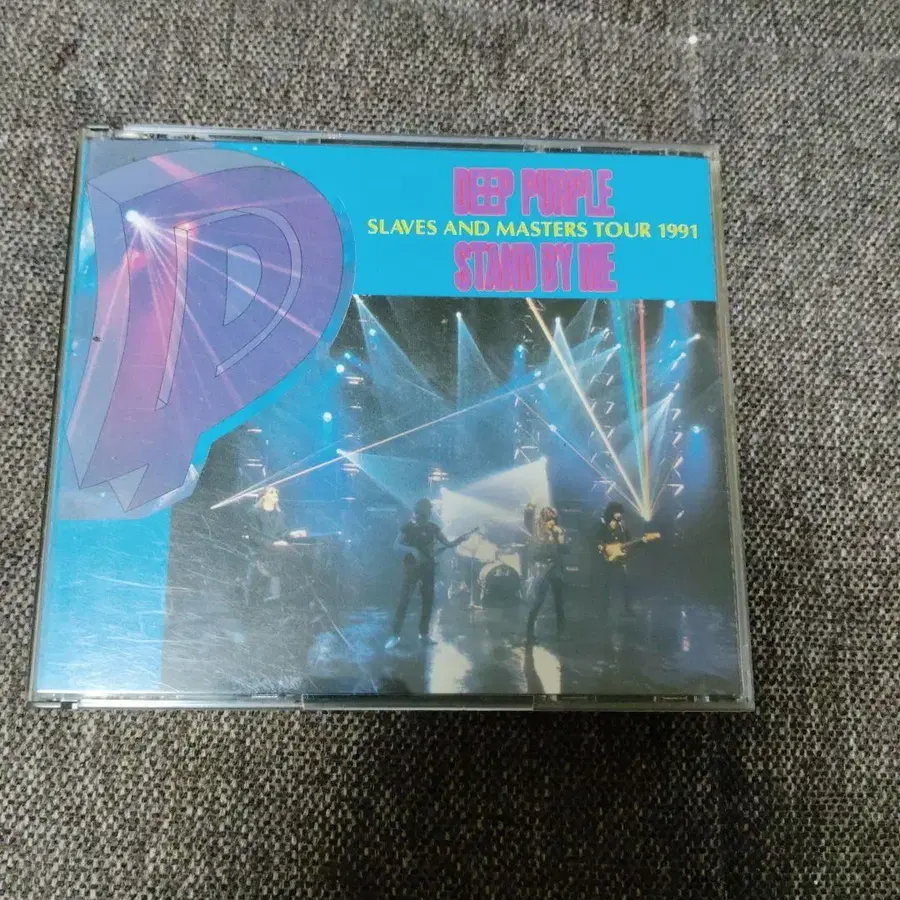 DEEP PURPLE
SLAVES AND MASTERS TOUR 1991
STAND BY ME